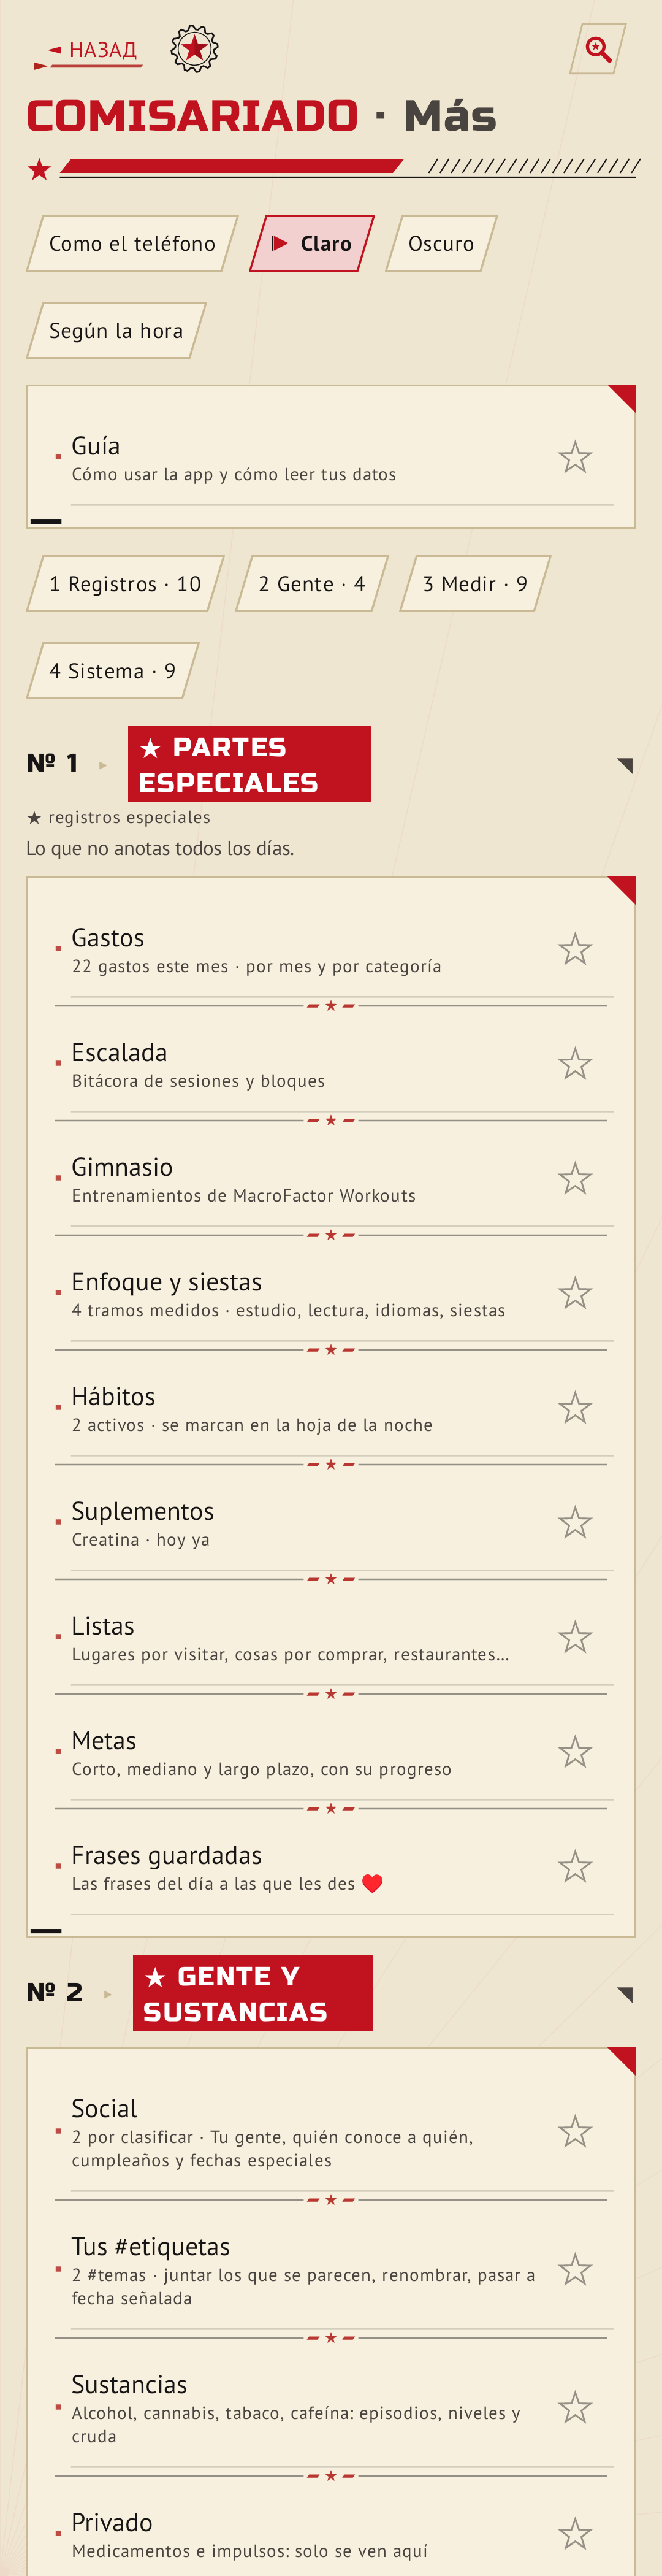 ◄ НАЗАД
COMISARIADO · Más
Como el teléfono
Claro
Oscuro
Según la hora
Guía
Cómo usar la app y cómo leer tus datos
1 Registros · 10
2 Gente · 4
3 Medir · 9
4 Sistema · 9
Nº 1 ▸ ★ PARTES
ESPECIALES
★ registros especiales
Lo que no anotas todos los días.
Gastos
22 gastos este mes · por mes y por categoría
Escalada
Bitácora de sesiones y bloques
Gimnasio
Entrenamientos de MacroFactor Workouts
Enfoque y siestas
4 tramos medidos · estudio, lectura, idiomas, siestas
Hábitos
2 activos · se marcan en la hoja de la noche
Suplementos
Creatina · hoy ya
Listas
Lugares por visitar, cosas por comprar, restaurantes...
Metas
Corto, mediano y largo plazo, con su progreso
Frases guardadas
Las frases del día a las que les des ❤️
Nº 2 ▸ ★ GENTE Y
SUSTANCIAS
Social
2 por clasificar · Tu gente, quién conoce a quién,
cumpleaños y fechas especiales
Tus #etiquetas
2 #temas · juntar los que se parecen, renombrar, pasar a
fecha señalada
Sustancias
Alcohol, cannabis, tabaco, cafeína: episodios, niveles y
cruda
Privado
Medicamentos e impulsos: solo se ven aquí